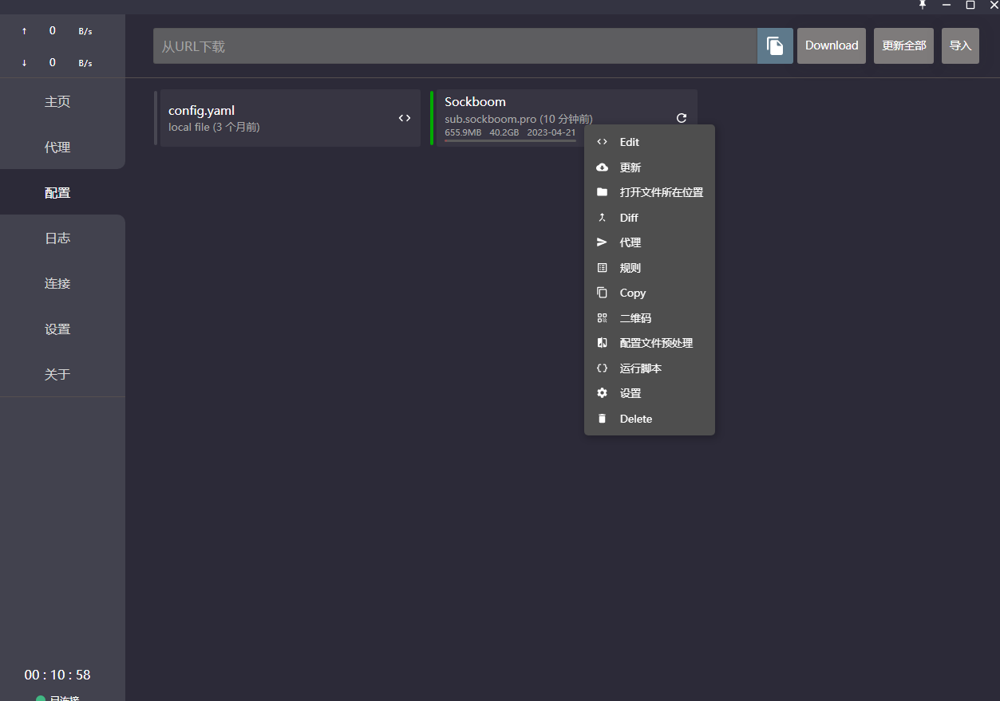 ↑ 0 B/s
↓ 0 B/s
主页
代理
配置
日志
连接
设置
关于
00 : 10 : 58
已连接
从URL下载
Download
更新全部
导入
config.yaml
local file (3 个月前)
Sockboom
sub.sockboom.pro (10 分钟前)
655.9MB 40.2GB 2023-04-21
Edit
更新
打开文件所在位置
Diff
代理
规则
Copy
二维码
配置文件预处理
运行脚本
设置
Delete